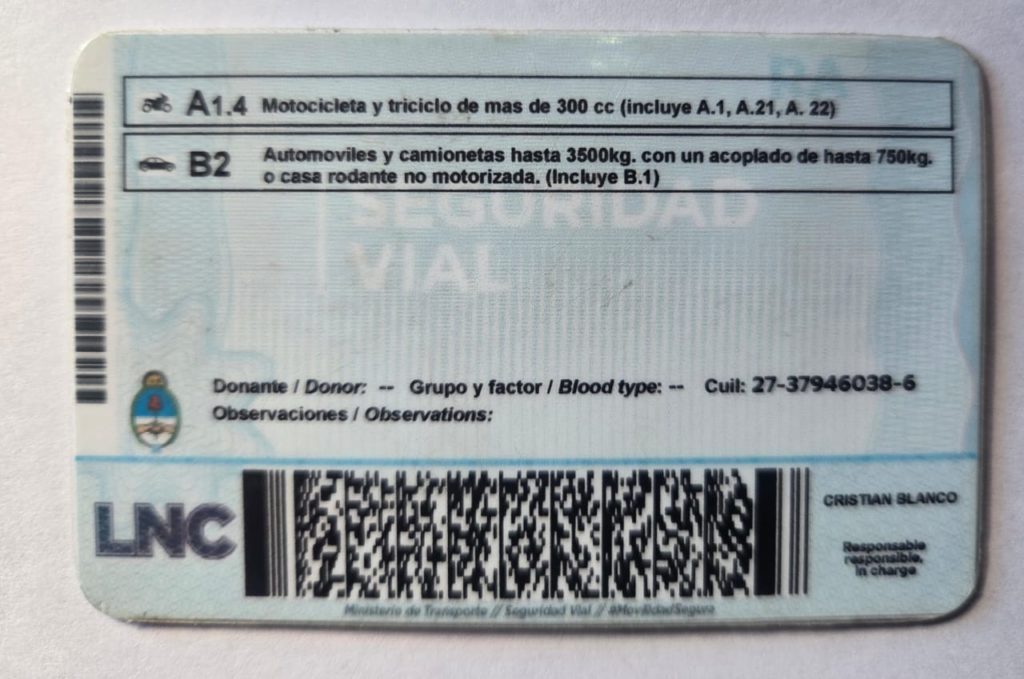 RA
A1.4 Motocicleta y triciclo de mas de 300 cc (incluye A.1, A.21, A. 22)
B2 Automoviles y camionetas hasta 3500kg. con un acoplado de hasta 750kg.
o casa rodante no motorizada. (Incluye B.1)
SEGURIDAD
VIAL
Donante / Donor: -- Grupo y factor / Blood type: -- Cuil: 27-37946038-6
Observaciones / Observations:
LNC
CRISTIAN BLANCO
Responsable
responsible,
in charge
Ministerio de Transporte // Seguridad Vial // #MovilidadSegura